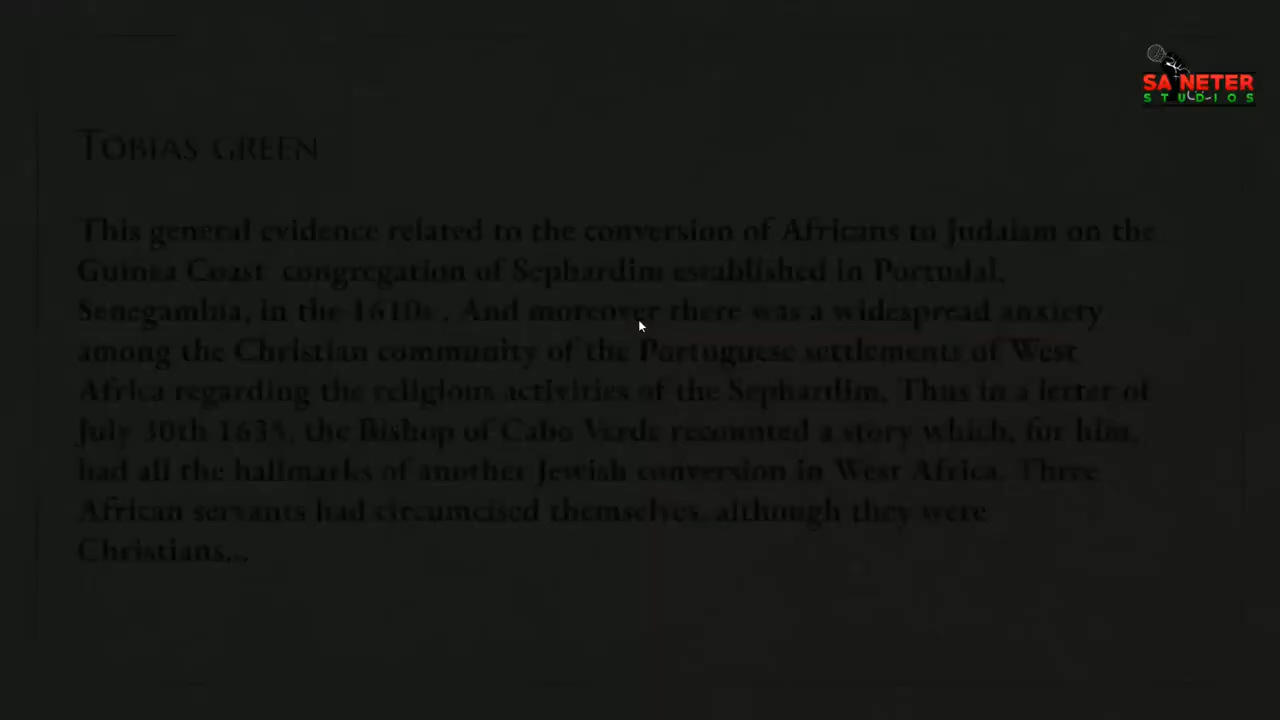 SA NETER
STUDIOS
TOBIAS GREEN
This general evidence related to the conversion of Africans to Judaism on the
Guinea Coast congregation of Sephardim established in Portudal,
Senegambia, in the 1610s . And moreover there was a widespread anxiety
among the Christian community of the Portuguese settlements of West
Africa regarding the religious activities of the Sephardim. Thus in a letter of
July 30th 1635, the Bishop of Cabo Verde recounted a story which, for him,
had all the hallmarks of another Jewish conversion in West Africa. Three
African servants had circumcised themselves, although they were
Christians...